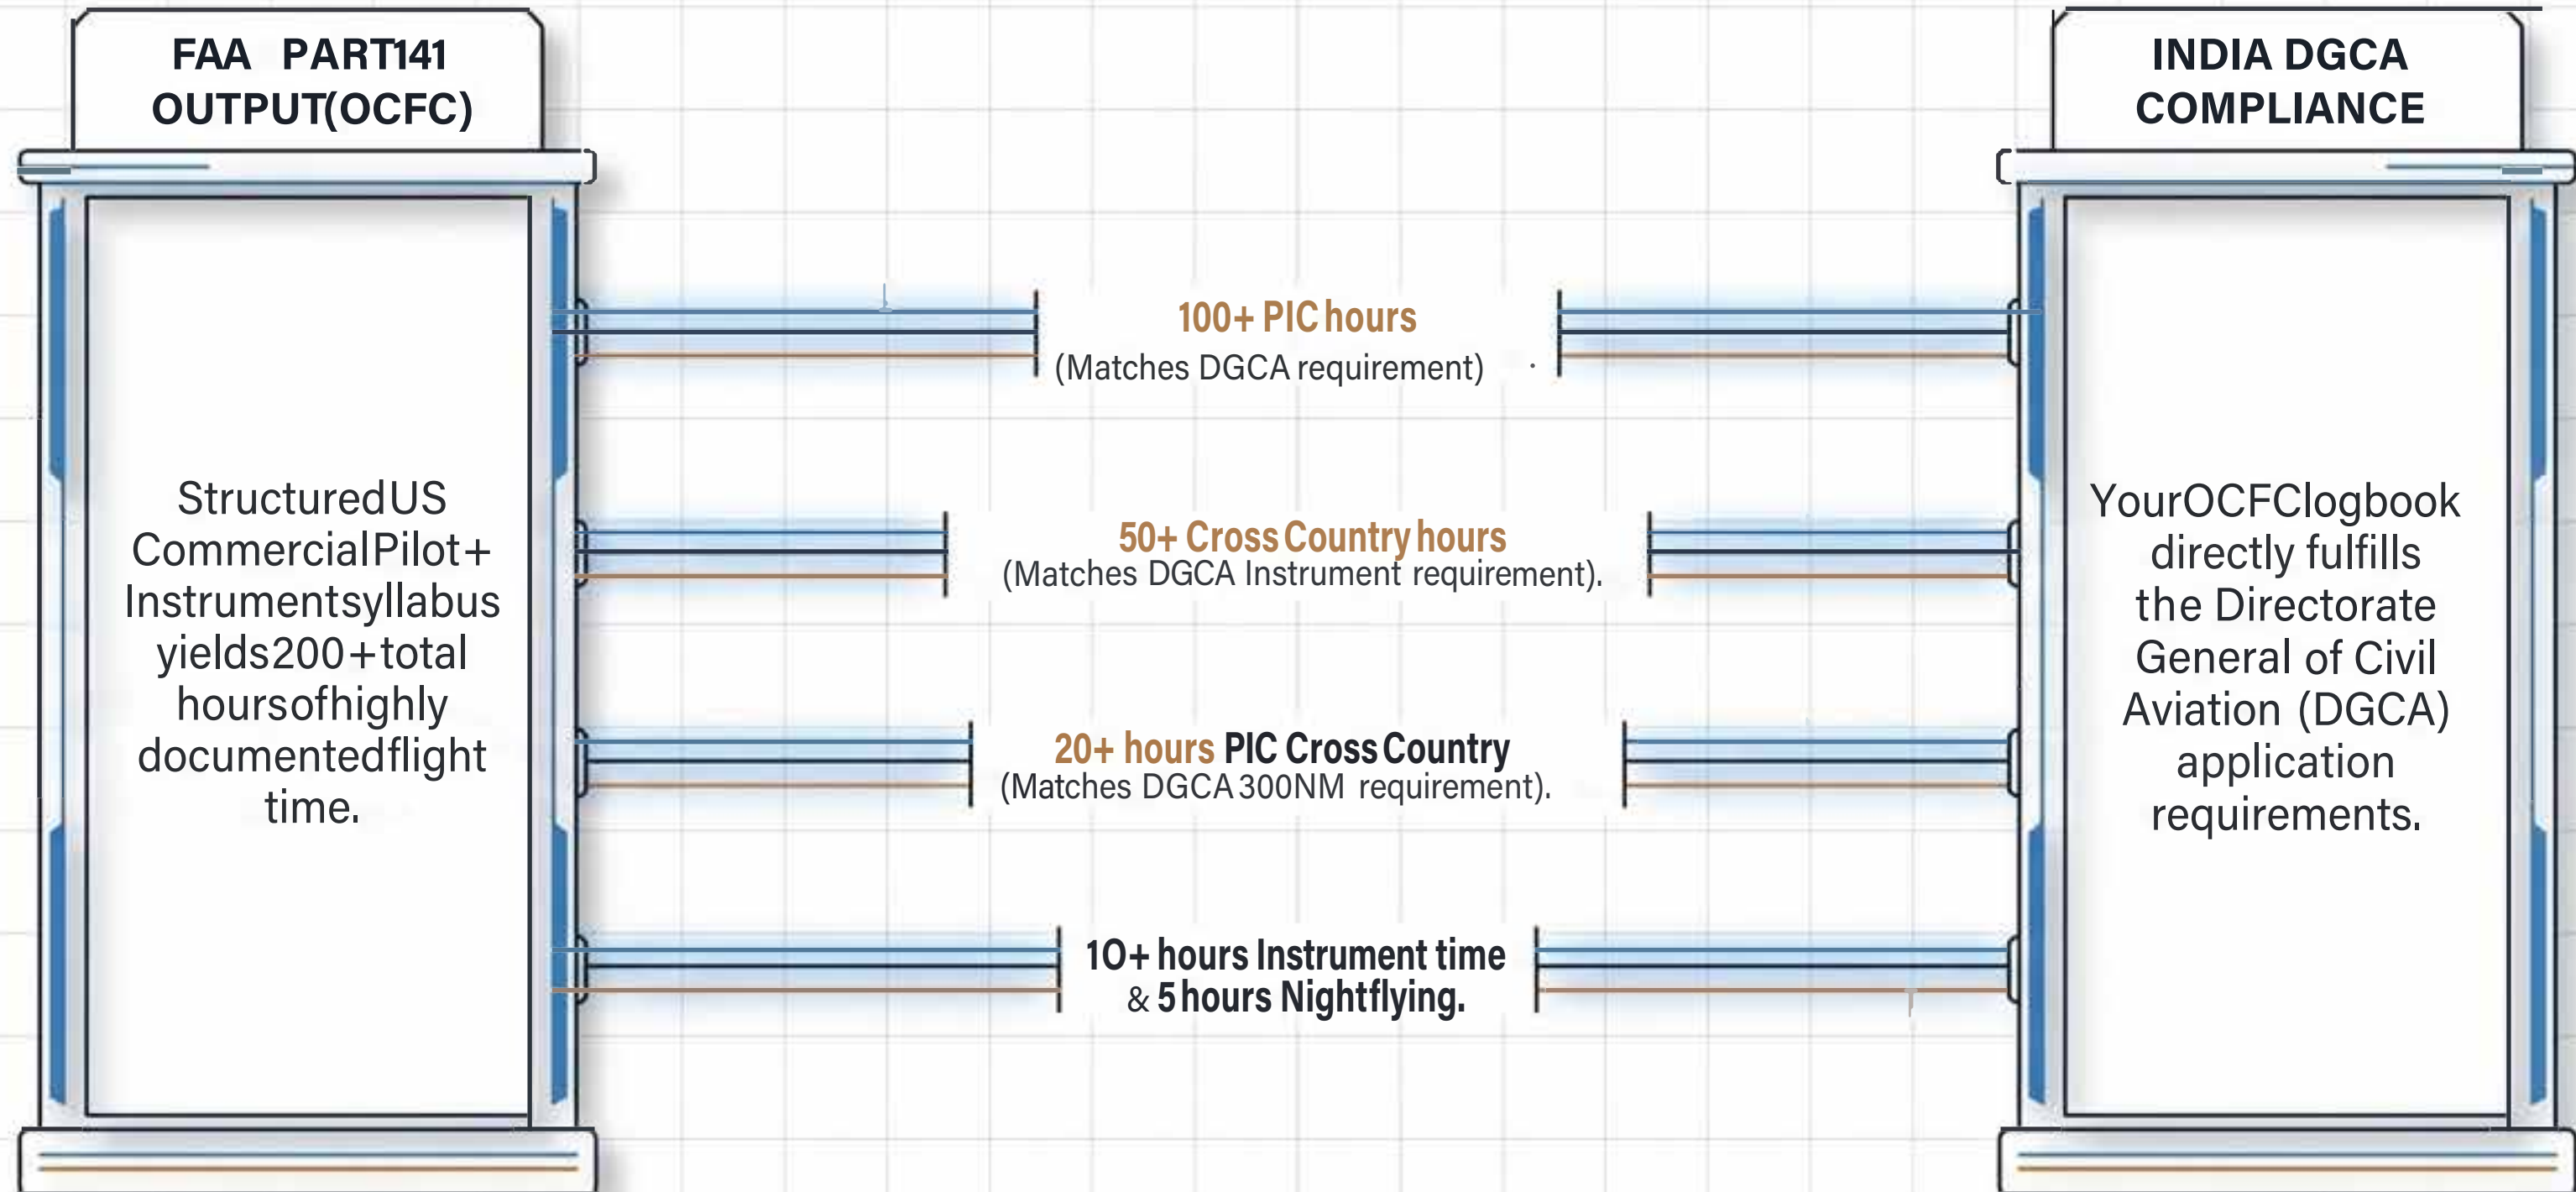 FAA PART141
OUTPUT(OCFC)
StructuredUS
CommercialPilot+
Instrumentsyllabus
yields200+total
hoursofhighly
documentedflight
time.
100+ PIC hours
(Matches DGCA requirement)
50+ Cross Country hours
(Matches DGCA Instrument requirement).
20+ hours PIC Cross Country
(Matches DGCA 300NM requirement).
10+ hours Instrument time
& 5 hours Nightflying.
INDIA DGCA
COMPLIANCE
YourOCFClogbook
directly fulfills
the Directorate
General of Civil
Aviation (DGCA)
application
requirements.